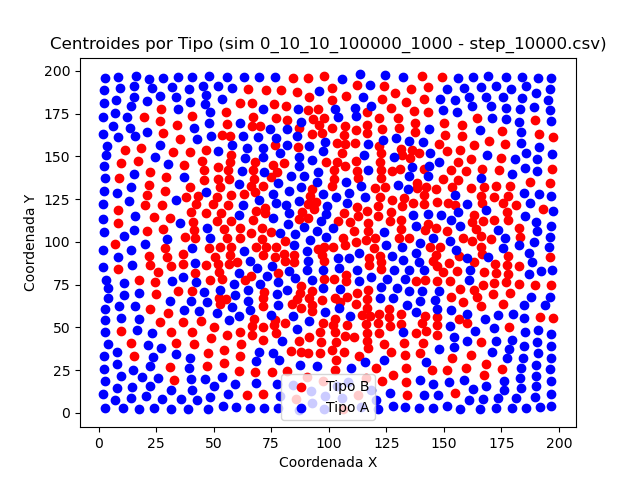 Centroides por Tipo (sim 0_10_10_100000_1000 - step_10000.csv)
200
175
150
125
100
75
50
25
0
Coordenada Y
Tipo B
Tipo A
0 25 50 75 100 125 150 175 200
Coordenada X